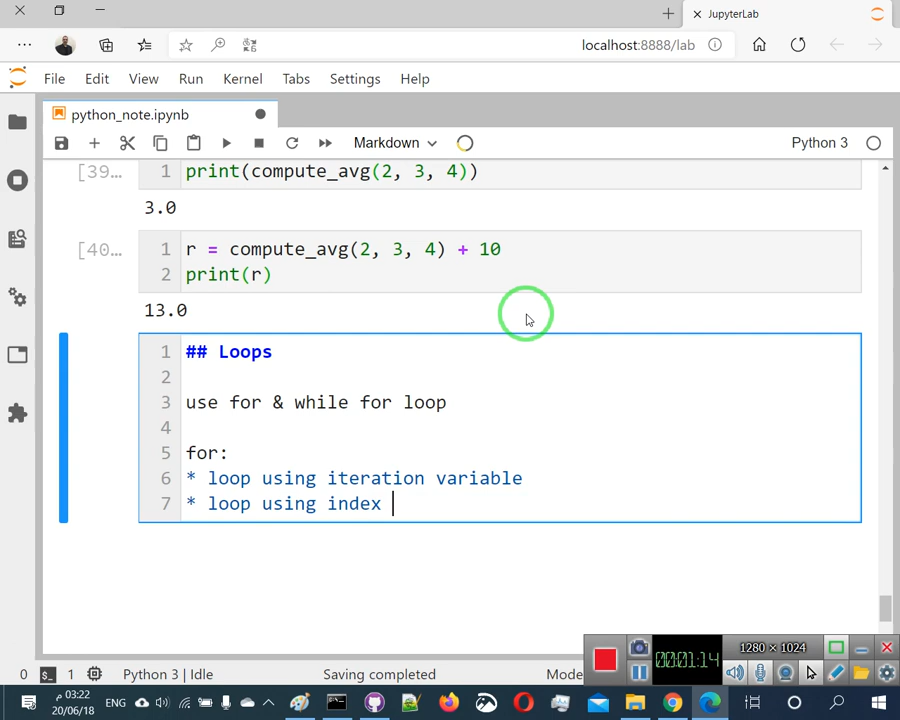 JupyterLab
localhost:8888/lab
File Edit View Run Kernel Tabs Settings Help
python_note.ipynb
Markdown
Python 3
[39…
1 print(compute_avg(2, 3, 4))
3.0
[40…
1 r = compute_avg(2, 3, 4) + 10
2 print(r)
13.0
1 ## Loops
2
3 use for & while for loop
4
5 for:
6 * loop using iteration variable
7 * loop using index
00:01:14
1280 × 1024
0 $_ 1 Python 3 | Idle
Saving completed
Mode
03:22 م
20/06/18
ENG